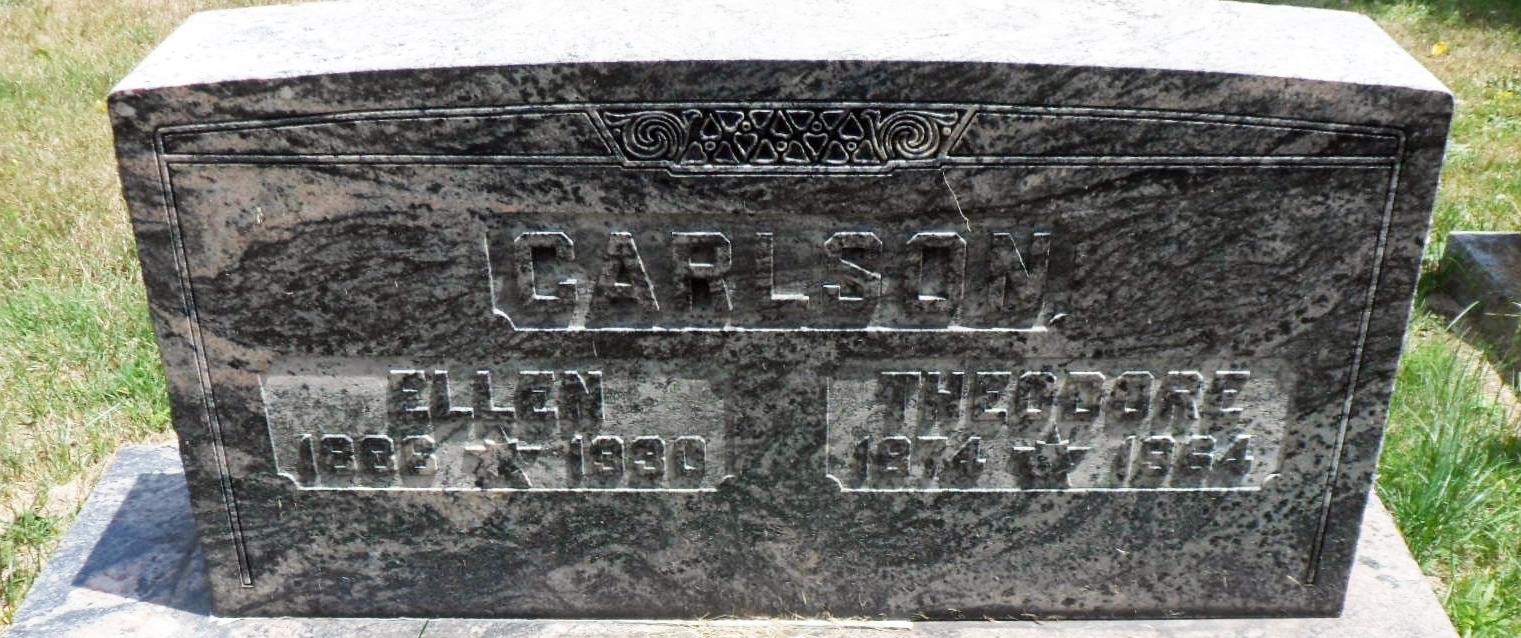 CARLSON
ELLEN THEODORE
1930 1874 1964